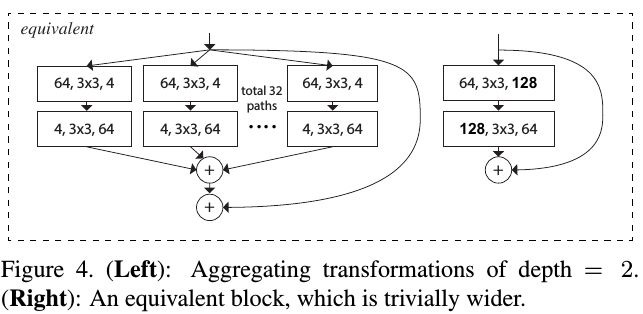 equivalent
64, 3x3, 4
64, 3x3, 4
64, 3x3, 4
64, 3x3, 128
total 32
paths
....
4, 3x3, 64
4, 3x3, 64
4, 3x3, 64
128, 3x3, 64
+
+
+
Figure 4. (Left): Aggregating transformations of depth = 2.
(Right): An equivalent block, which is trivially wider.